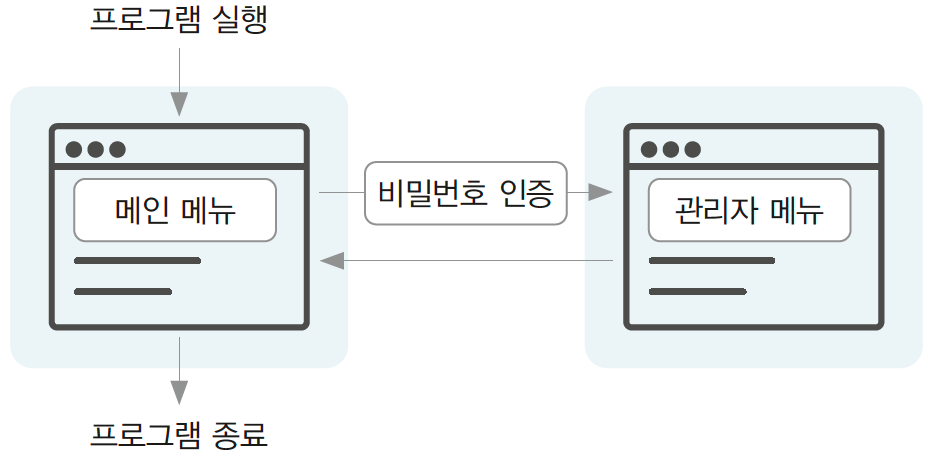 프로그램 실행
메인 메뉴
비밀번호 인증
관리자 메뉴
프로그램 종료